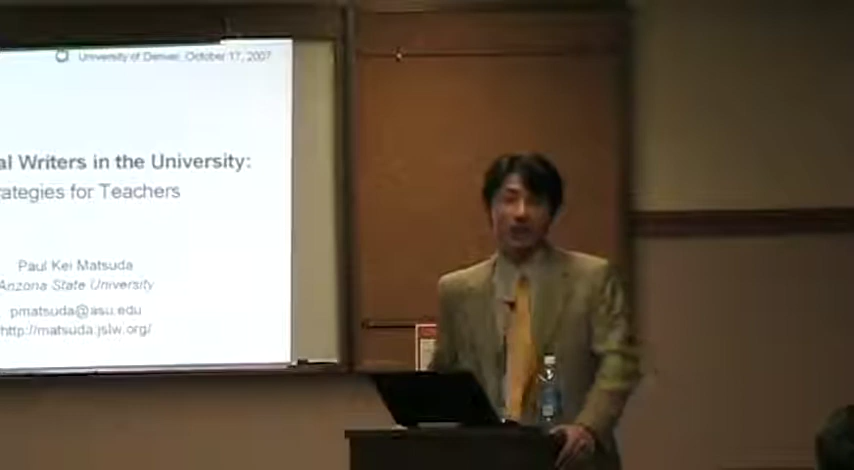 University of Denver, October 17, 2007
al Writers in the University:
rategies for Teachers
Paul Kei Matsuda
Arizona State University
pmatsuda@asu.edu
http://matsuda.jslw.org/